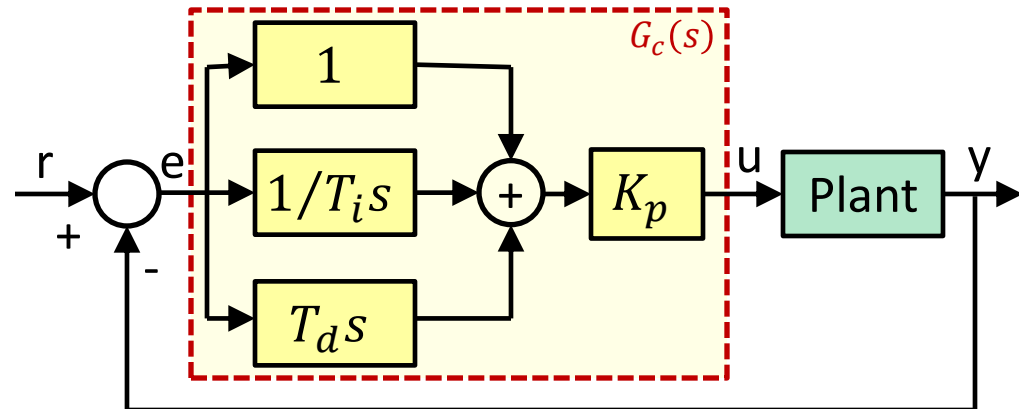 G_c(s)
1
r
e
+
-
1/T_i s
+
K_p
u
Plant
y
T_d s